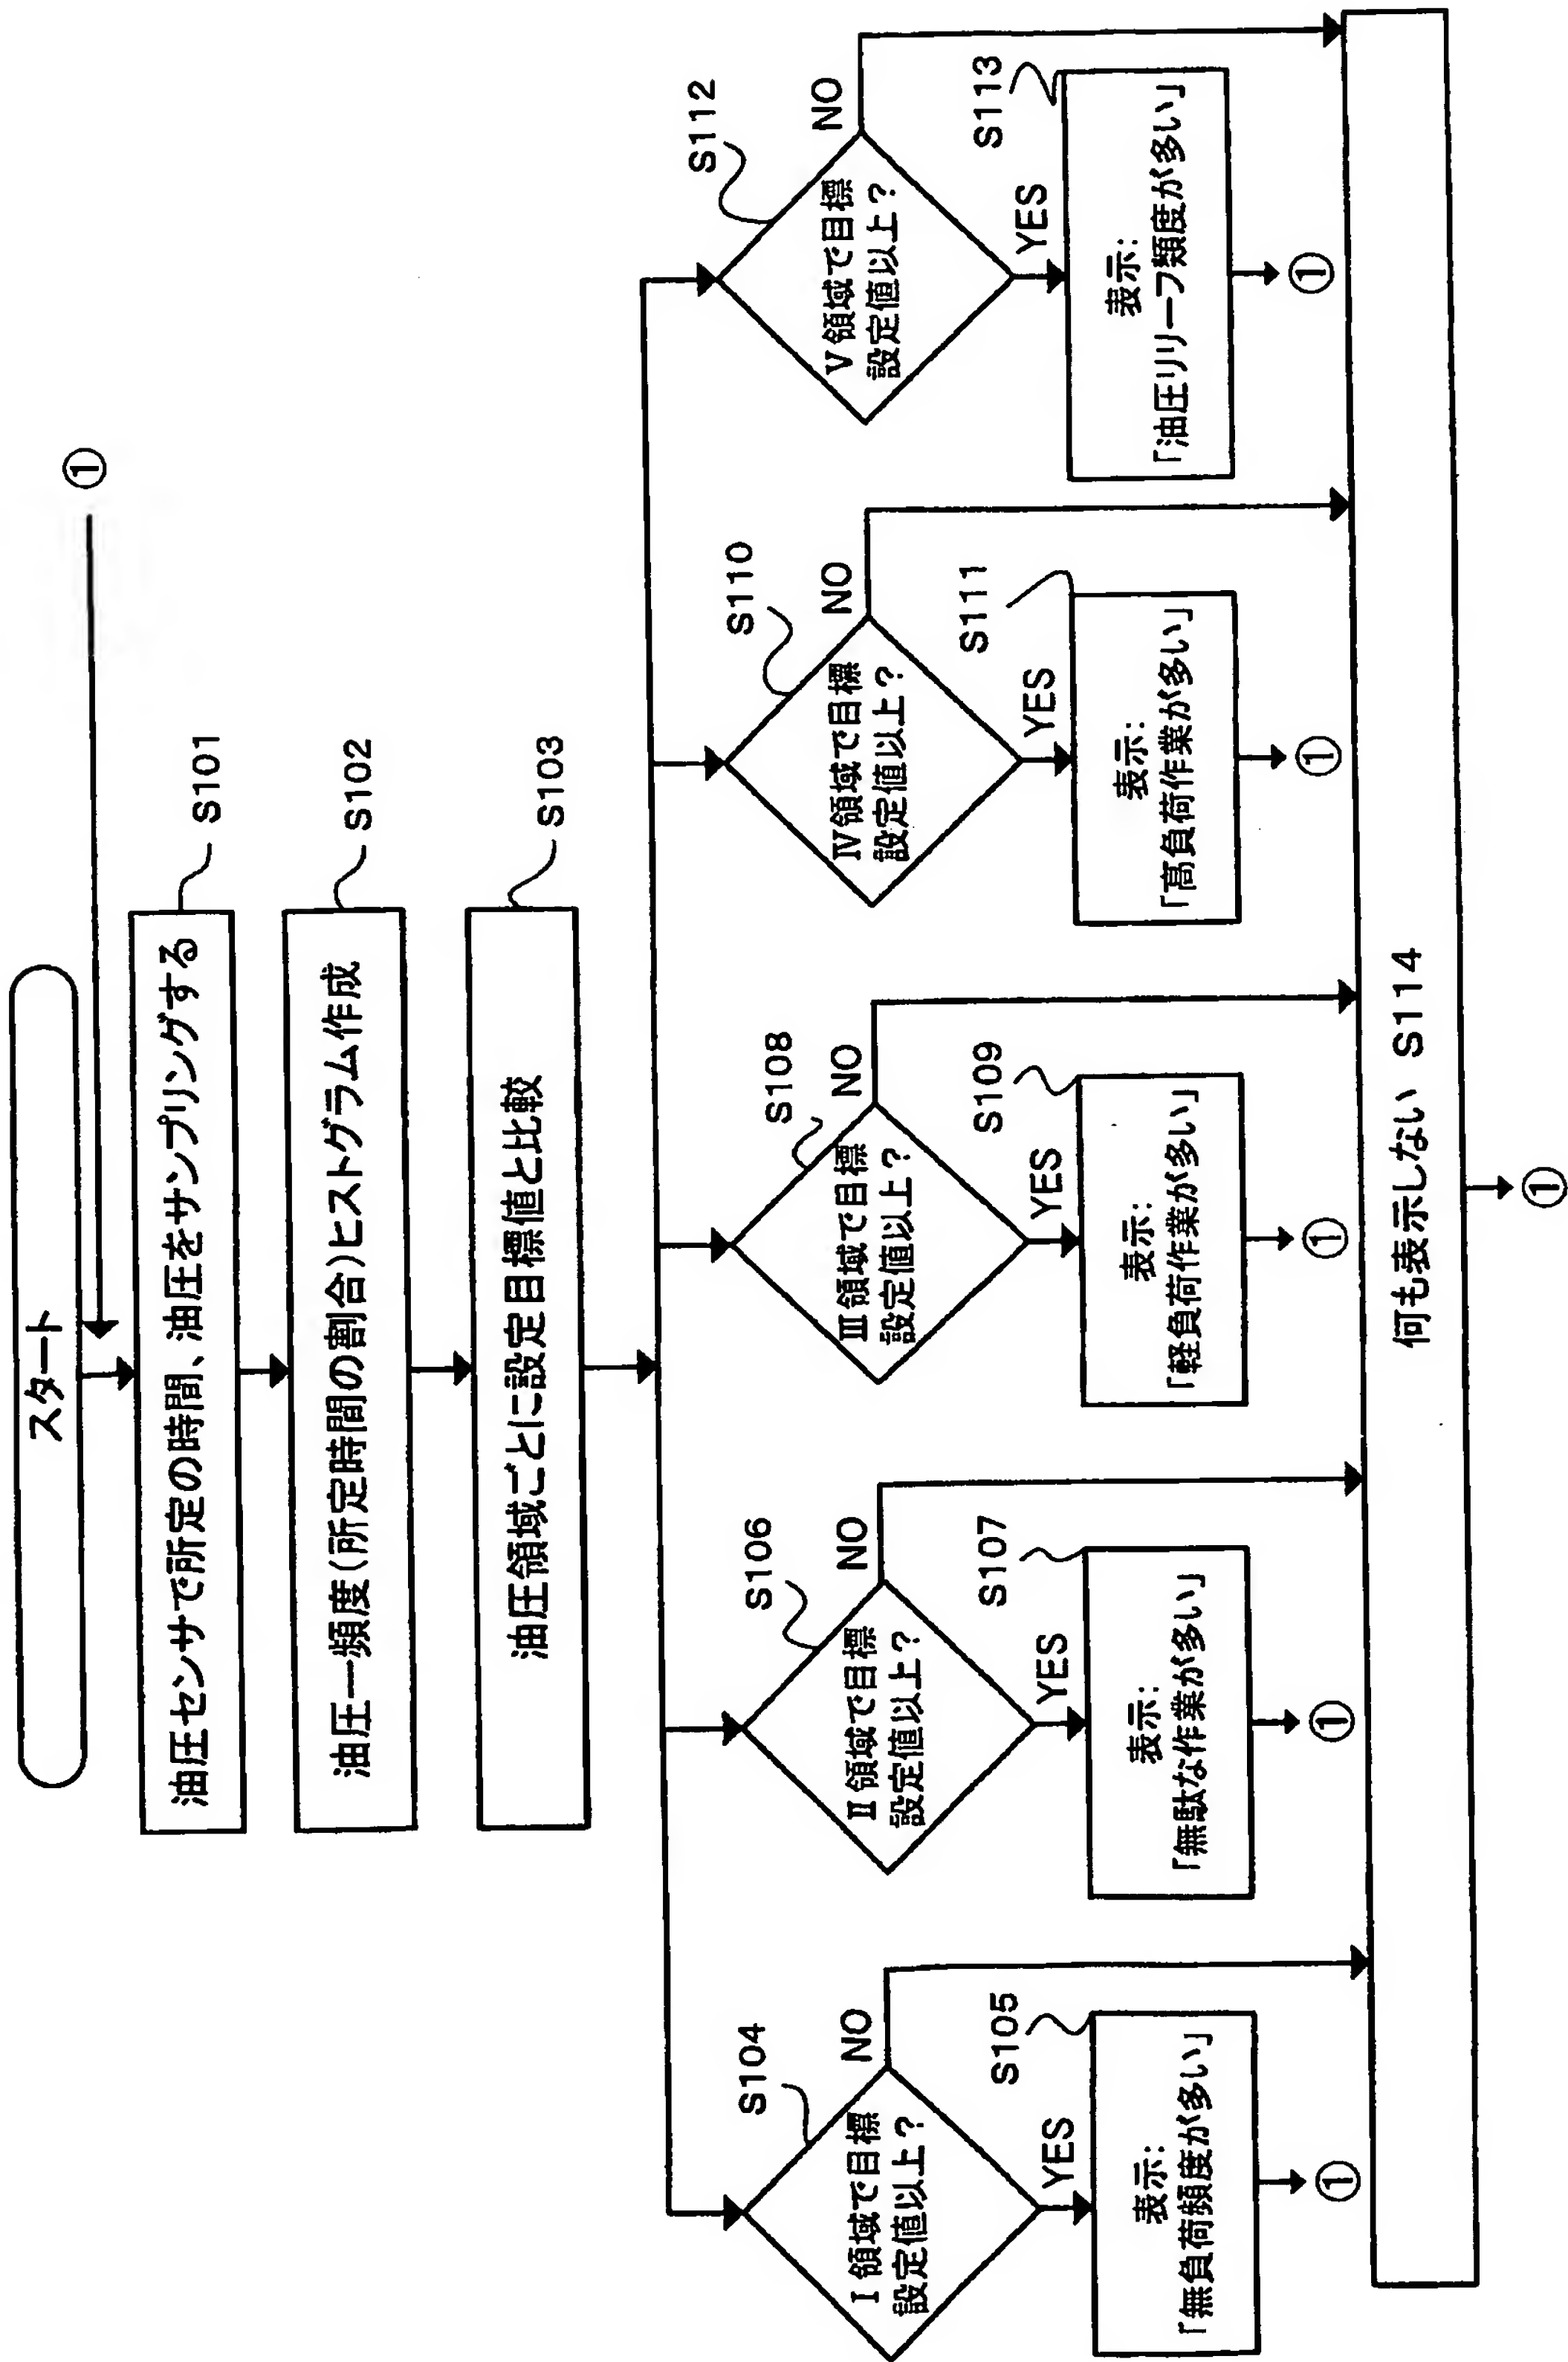 スタート
①
油圧センサで所定の時間、油圧をサンプリングする
S101
油圧ー頻度(所定時間の割合)ヒストグラム作成
S102
油圧領域ごとに設定目標値と比較
S103
I 領域で目標
設定値以上?
S104
NO
YES
表示:
「無負荷頻度が多い」
S105
①
II 領域で目標
設定値以上?
S106
NO
YES
表示:
「無駄な作業が多い」
S107
①
III 領域で目標
設定値以上?
S108
NO
YES
表示:
「軽負荷作業が多い」
S109
①
IV 領域で目標
設定値以上?
S110
NO
YES
表示:
「高負荷作業が多い」
S111
①
V 領域で目標
設定値以上?
S112
NO
YES
表示:
「油圧リリーフ類度が多い」
S113
①
何も表示しない S114
①